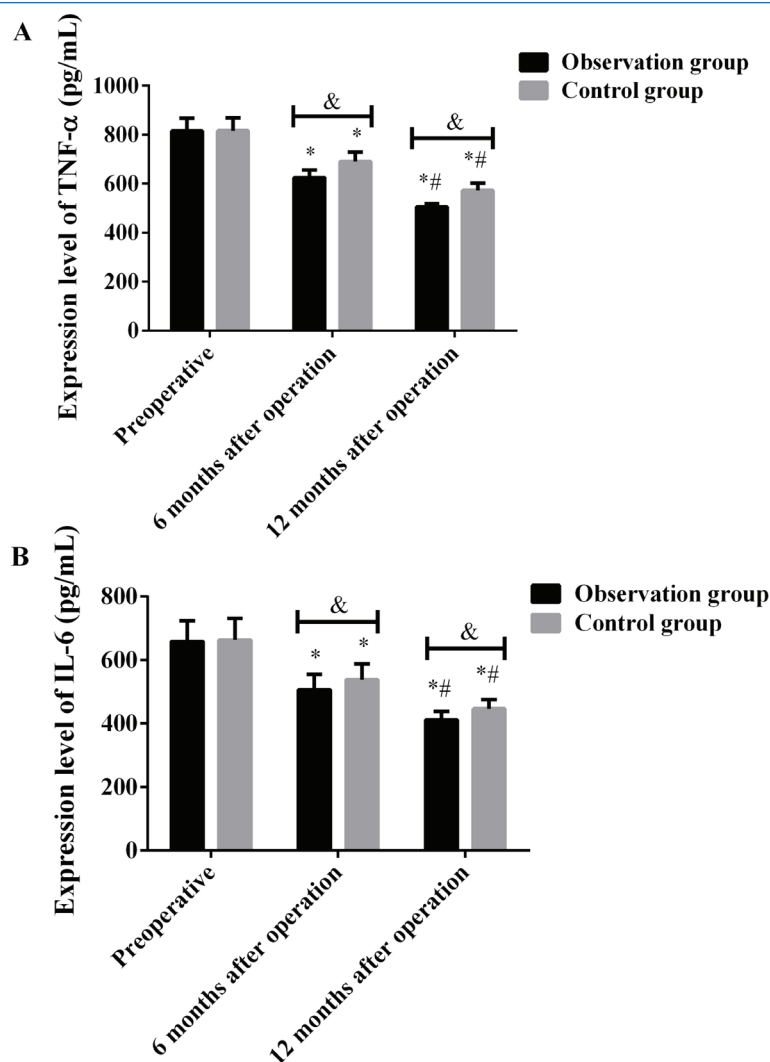 A
Expression level of TNF-α (pg/mL)
1000
800
600
400
200
0
Observation group
Control group
&
&
*
*
*#
*#
Preoperative
6 months after operation
12 months after operation
B
Expression level of IL-6 (pg/mL)
800
600
400
200
0
Observation group
Control group
&
&
*
*
*#
*#
Preoperative
6 months after operation
12 months after operation